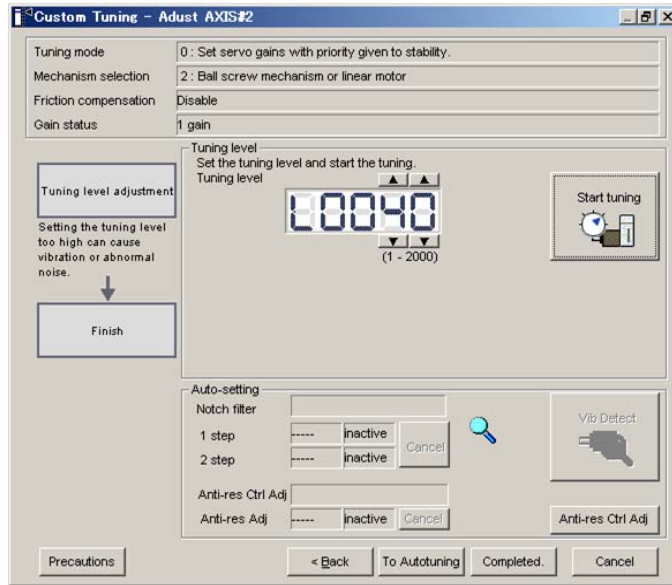 Custom Tuning - Adust AXIS#2
Tuning mode
0 : Set servo gains with priority given to stability.
Mechanism selection
2 : Ball screw mechanism or linear motor
Friction compensation
Disable
Gain status
1 gain
Tuning level adjustment
Setting the tuning level
too high can cause
vibration or abnormal
noise.
Finish
Tuning level
Set the tuning level and start the tuning.
Tuning level
L0040
(1 - 2000)
Start tuning
Auto-setting
Notch filter
1 step
-----
inactive
2 step
-----
inactive
Cancel
Vib Detect
Anti-res Ctrl Adj
Anti-res Adj
-----
inactive
Cancel
Anti-res Ctrl Adj
Precautions
< Back
To Autotuning
Completed.
Cancel